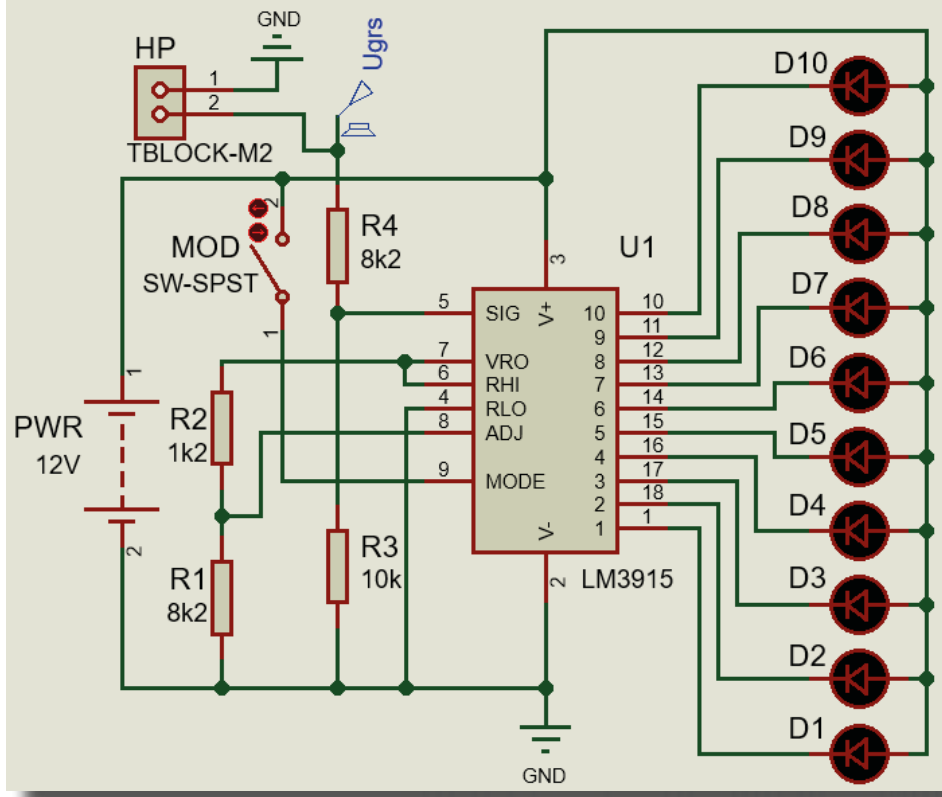 GND
HP
1
2
TBLOCK-M2
Ugrs
2
MOD
SW-SPST
1
R4
8k2
U1
3
V+
5
SIG
7
VRO
6
RHI
4
RLO
8
ADJ
9
MODE
V-
2
LM3915
10
10
9
11
8
12
7
13
6
14
5
15
4
16
3
17
2
18
1
1
1
PWR
12V
2
R2
1k2
R1
8k2
R3
10k
GND
D10
D9
D8
D7
D6
D5
D4
D3
D2
D1